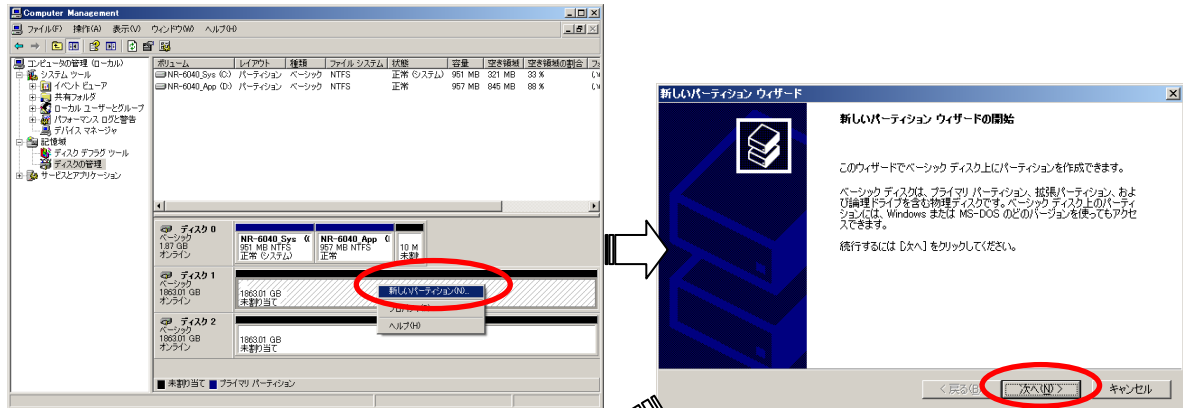 Computer Management
ファイル(F) 操作(A) 表示(V) ウィンドウ(W) ヘルプ(H)
コンピュータの管理 (ローカル)
システム ツール
イベント ビューア
共有フォルダ
ローカル ユーザーとグループ
パフォーマンス ログと警告
デバイス マネージャ
記憶域
ディスク デフラグ ツール
ディスクの管理
サービスとアプリケーション
ボリューム レイアウト 種類 ファイル システム 状態 容量 空き領域 空き領域の割合
NR-6040_Sys (C:) パーティション ベーシック NTFS 正常 (システム) 951 MB 321 MB 33 %
NR-6040_App (D:) パーティション ベーシック NTFS 正常 957 MB 845 MB 88 %
ディスク 0
ベーシック
1.87 GB
オンライン
NR-6040_Sys
951 MB NTFS
正常 (システム)
NR-6040_App
957 MB NTFS
正常
10 M
未割
ディスク 1
ベーシック
1863.01 GB
オンライン
1863.01 GB
未割り当て
新しいパーティション(N)...
ヘルプ(H)
ディスク 2
ベーシック
1863.01 GB
オンライン
1863.01 GB
未割り当て
未割り当て プライマリ パーティション
新しいパーティション ウィザード
新しいパーティション ウィザードの開始
このウィザードでベーシック ディスク上にパーティションを作成できます。
ベーシック ディスクは、プライマリ パーティション、拡張パーティション、およ
び論理ドライブを含む物理ディスクです。ベーシック ディスク上のパーティ
ションには、Windows または MS-DOS のどのバージョンを使ってもアクセ
スできます。
続行するには [次へ] をクリックしてください。
< 戻る(B) 次へ(N) > キャンセル